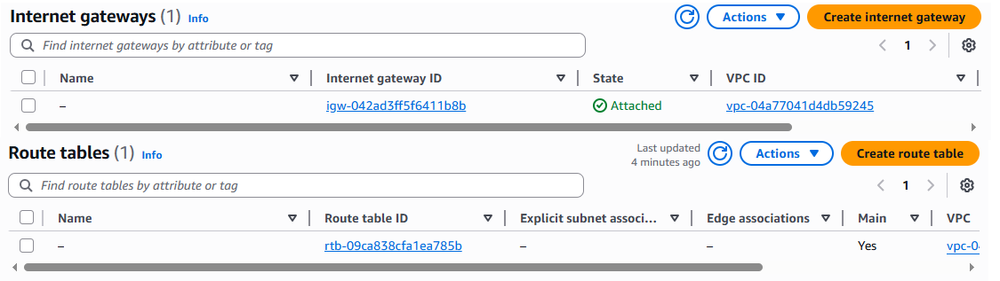 Internet gateways (1) Info
Actions
Create internet gateway
Find internet gateways by attribute or tag
1
Name Internet gateway ID State VPC ID
– igw-042ad3ff5f6411b8b Attached vpc-04a77041d4db59245
Route tables (1) Info
Last updated
4 minutes ago
Actions
Create route table
Find route tables by attribute or tag
1
Name Route table ID Explicit subnet associ... Edge associations Main VPC
– rtb-09ca838cfa1ea785b – – Yes vpc-04